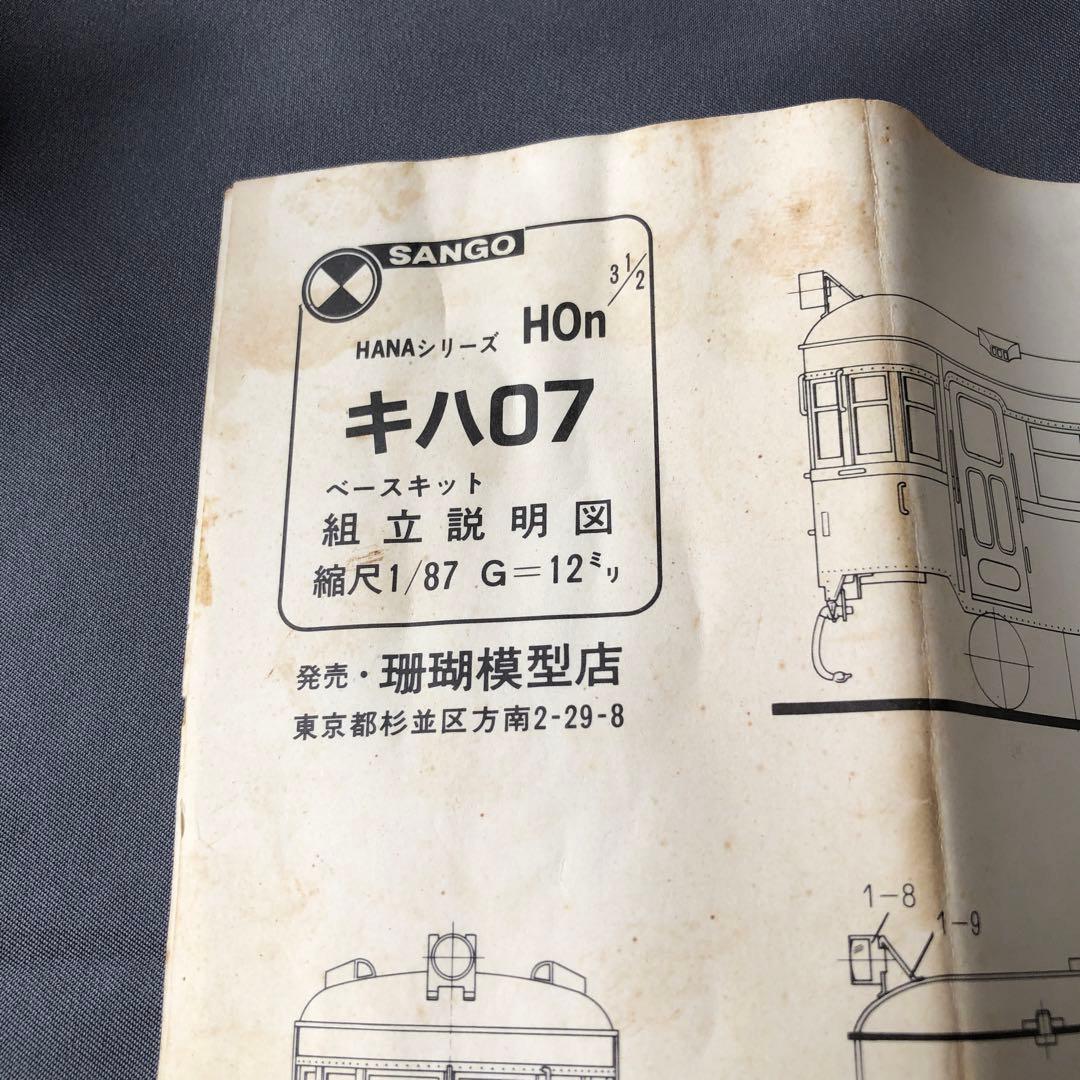 SANGO
HANAシリーズ HOn3 1/2
キハ07
ベースキット
組立説明図
縮尺1/87 G=12ミリ
発売・珊瑚模型店
東京都杉並区方南2-29-8
1-8
1-9